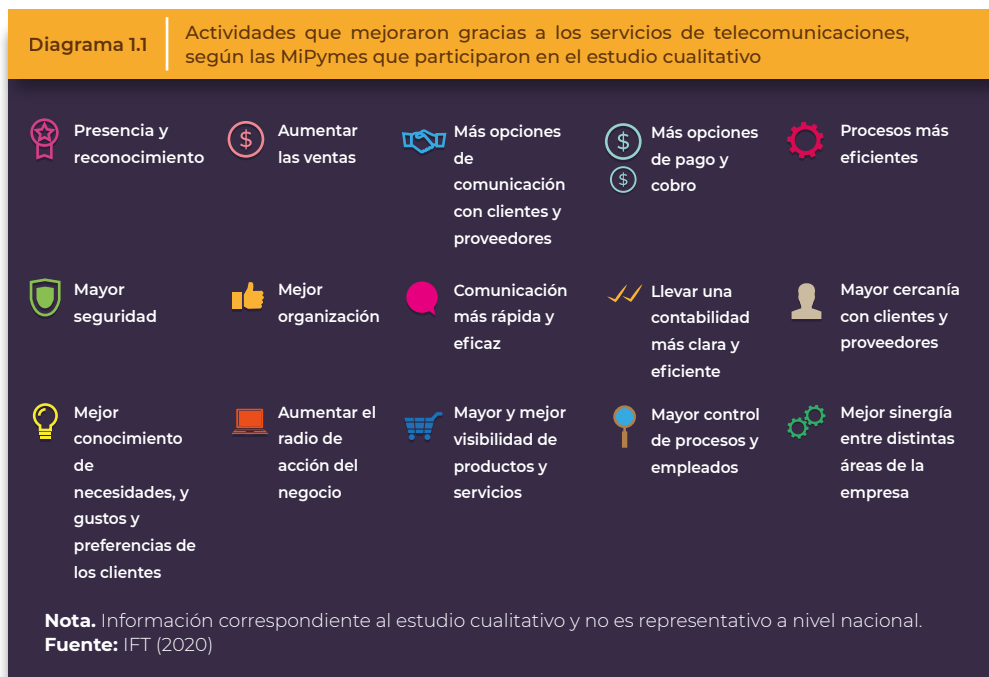 Diagrama 1.1
Actividades que mejoraron gracias a los servicios de telecomunicaciones,
según las MiPymes que participaron en el estudio cualitativo
Presencia y
reconocimiento
Aumentar
las ventas
Más opciones
de
comunicación
con clientes y
proveedores
Más opciones
de pago y
cobro
Procesos más
eficientes
Mayor
seguridad
Mejor
organización
Comunicación
más rápida y
eficaz
Llevar una
contabilidad
más clara y
eficiente
Mayor cercanía
con clientes y
proveedores
Mejor
conocimiento
de
necesidades, y
gustos y
preferencias de
los clientes
Aumentar el
radio de
acción del
negocio
Mayor y mejor
visibilidad de
productos y
servicios
Mayor control
de procesos y
empleados
Mejor sinergía
entre distintas
áreas de la
empresa
Nota. Información correspondiente al estudio cualitativo y no es representativo a nivel nacional.
Fuente: IFT (2020)